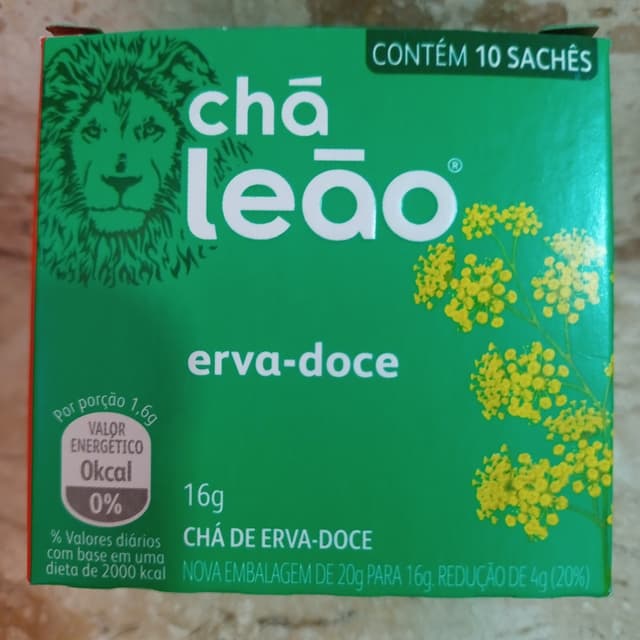 CONTÉM 10 SACHÊS
chá
leão®
erva-doce
Por porção 1,6g
VALOR
ENERGÉTICO
0kcal
0%
% Valores diários
com base em uma
dieta de 2000 kcal
16g
CHÁ DE ERVA-DOCE
NOVA EMBALAGEM DE 20g PARA 16g. REDUÇÃO DE 4g (20%)